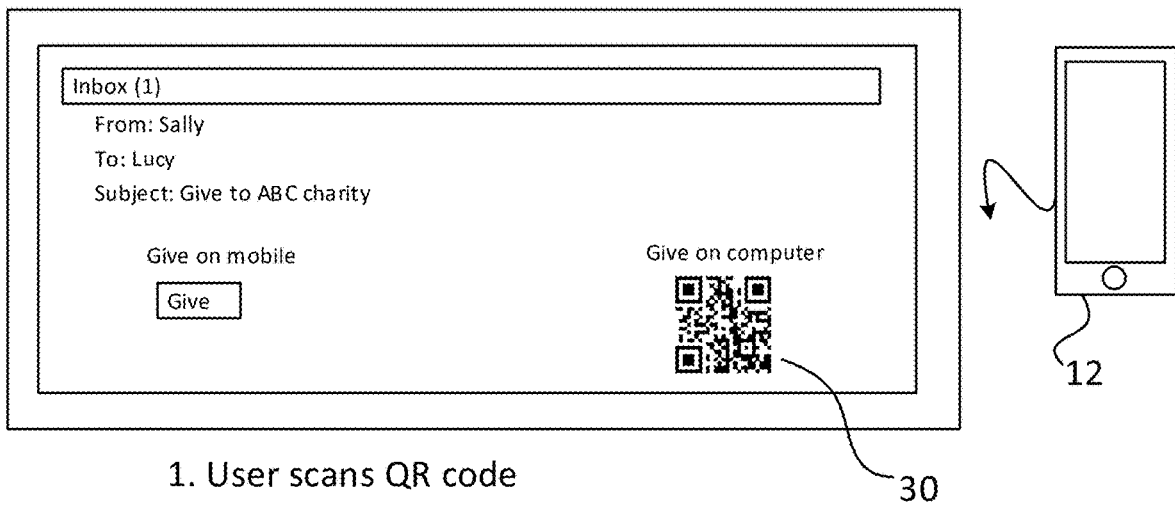 Inbox (1)
From: Sally
To: Lucy
Subject: Give to ABC charity
Give on mobile
Give on computer
Give
12
1. User scans QR code
30